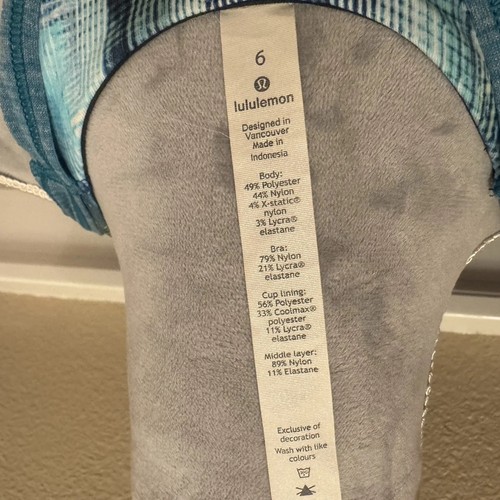 6
lululemon
Designed in
Vancouver
Made in
Indonesia
Body:
49% Polyester
44% Nylon
4% X-static®
nylon
3% Lycra®
elastane
Bra:
79% Nylon
21% Lycra®
elastane
Cup lining:
56% Polyester
33% Coolmax®
polyester
11% Lycra®
elastane
Middle layer:
89% Nylon
11% Elastane
Exclusive of
decoration
Wash with like
colours